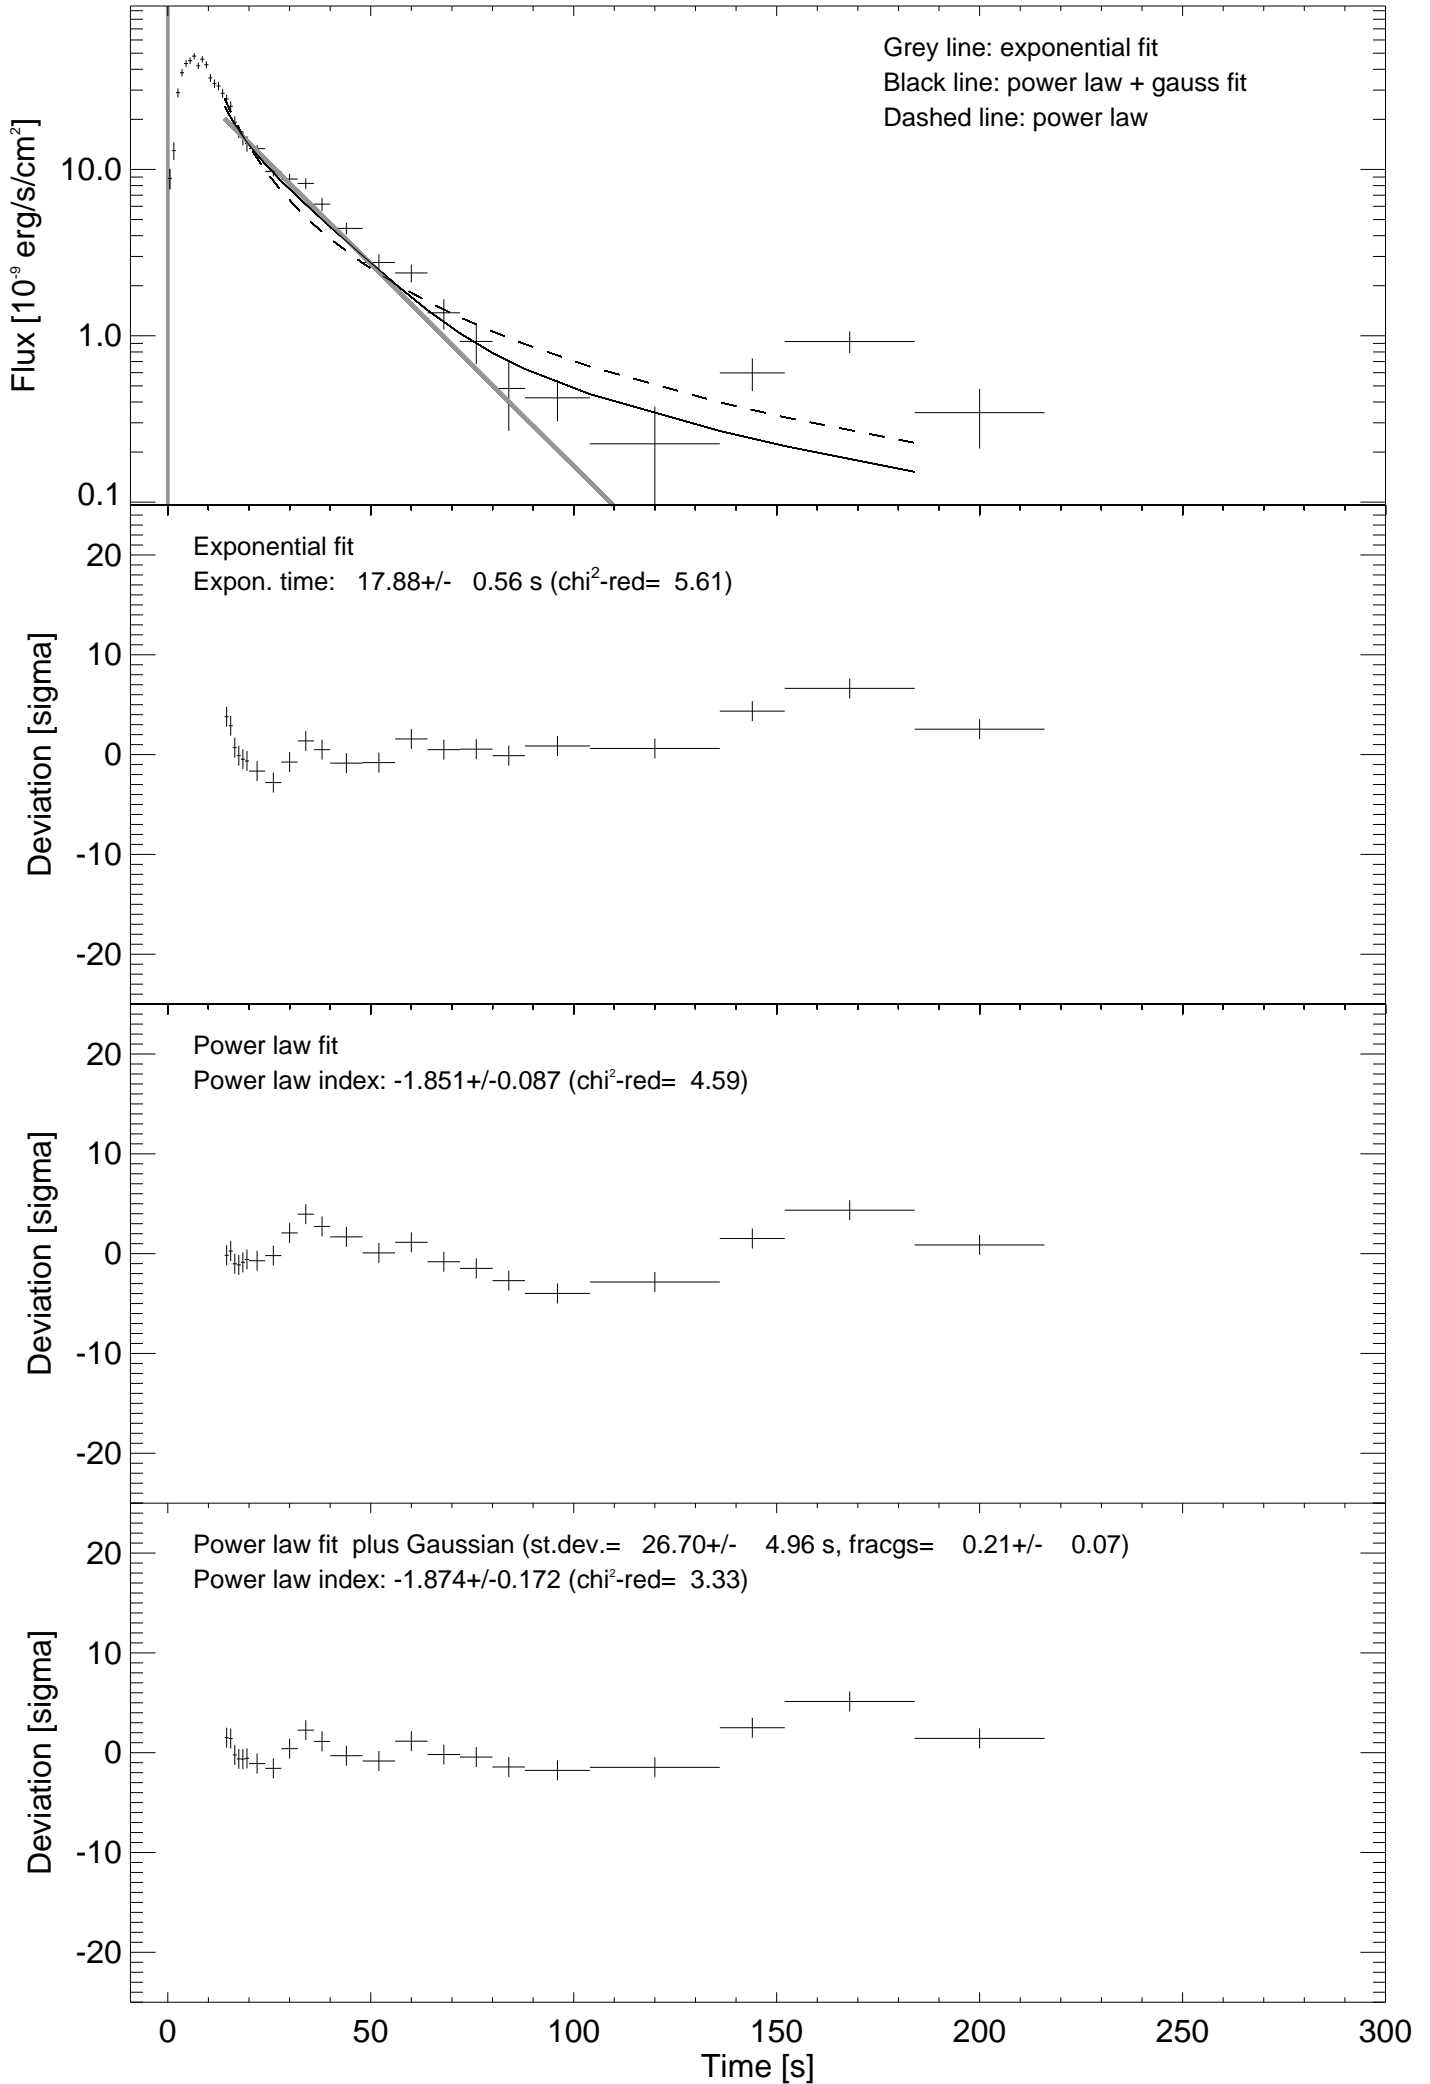 Grey line: exponential fit
Black line: power law + gauss fit
Dashed line: power law
Flux [10⁻⁹ erg/s/cm²]
10.0
1.0
0.1
Exponential fit
Expon. time: 17.88+/- 0.56 s (chi²-red= 5.61)
Deviation [sigma]
20
10
0
-10
-20
Power law fit
Power law index: -1.851+/-0.087 (chi²-red= 4.59)
Deviation [sigma]
20
10
0
-10
-20
Power law fit plus Gaussian (st.dev.= 26.70+/- 4.96 s, fracgs= 0.21+/- 0.07)
Power law index: -1.874+/-0.172 (chi²-red= 3.33)
Deviation [sigma]
20
10
0
-10
-20
0 50 100 150 200 250 300
Time [s]